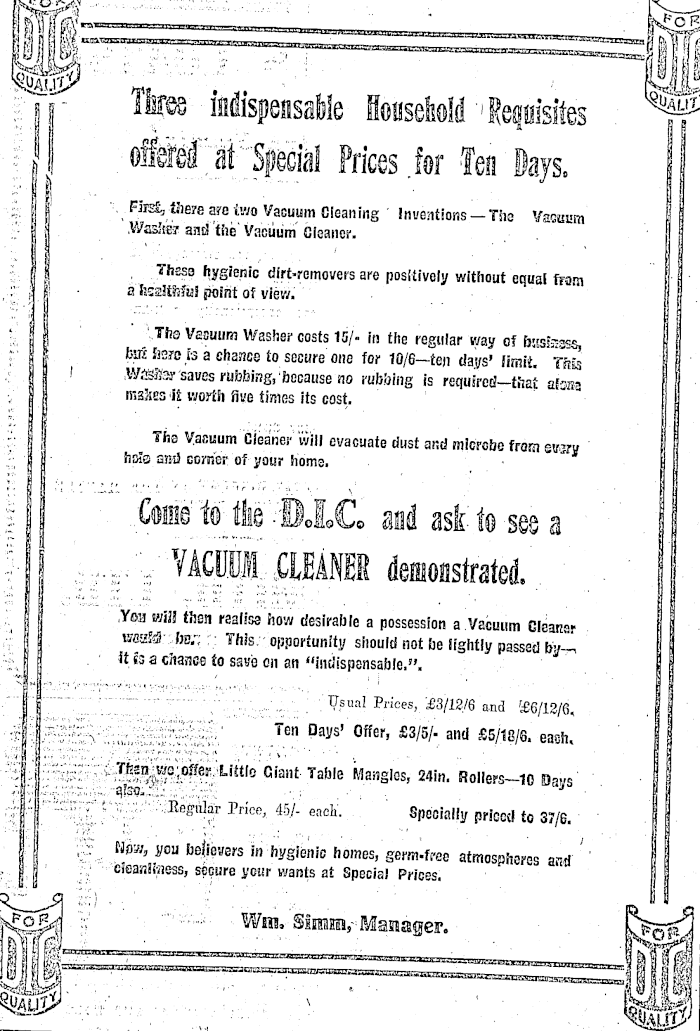 FOR
DIC
QUALITY
FOR
DIC
QUALITY
Three indispensable Household Requisites
offered at Special Prices for Ten Days.
First, there are two Vacuum Cleaning Inventions—The Vacuum
Washer and the Vacuum Cleaner.
These hygienic dirt-removers are positively without equal from
a healthful point of view.
The Vacuum Washer costs 15/- in the regular way of business,
but here is a chance to secure one for 10/6—ten days' limit. This
Washer saves rubbing, because no rubbing is required—that alone
makes it worth five times its cost.
The Vacuum Cleaner will evacuate dust and microbe from every
hole and corner of your home.
Come to the D.I.C. and ask to see a
VACUUM CLEANER demonstrated.
You will then realise how desirable a possession a Vacuum Cleaner
would be. This opportunity should not be lightly passed by—
it is a chance to save on an "indispensable.".
Usual Prices, £3/12/6 and £6/12/6.
Ten Days' Offer, £3/5/- and £5/18/6. each.
Then we offer Little Giant Table Mangles, 24in. Rollers—10 Days
also.
Regular Price, 45/- each. Specially priced to 37/6.
Now, you believers in hygienic homes, germ-free atmospheres and
cleanliness, secure your wants at Special Prices.
Wm. Simm, Manager.
FOR
DIC
QUALITY
FOR
DIC
QUALITY